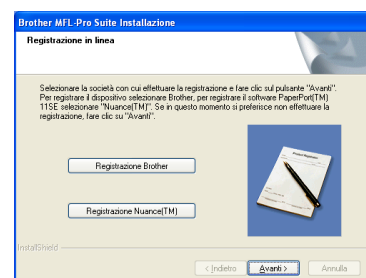 Brother MFL-Pro Suite Installazione
Registrazione in linea
Selezionare la società con cui effettuare la registrazione e fare clic sul pulsante "Avanti".
Per registrare il dispositivo selezionare Brother, per registrare il software PaperPort(TM)
11SE selezionare "Nuance(TM)". Se in questo momento si preferisce non effettuare la
registrazione, fare clic su "Avanti".
Product Registration
Registrazione Brother
Registrazione Nuance(TM)
InstallShield
< Indietro
Avanti >
Annulla